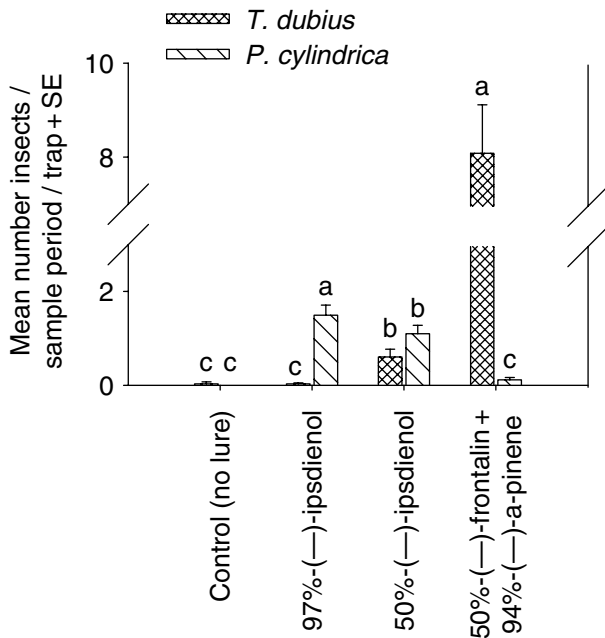 T. dubius
P. cylindrica
Mean number insects /
sample period / trap + SE
10
8
2
0
c c
c a
b b
a c
Control (no lure)
97%-(—)-ipsdienol
50%-(—)-ipsdienol
50%-(—)-frontalin +
94%-(—)-a-pinene